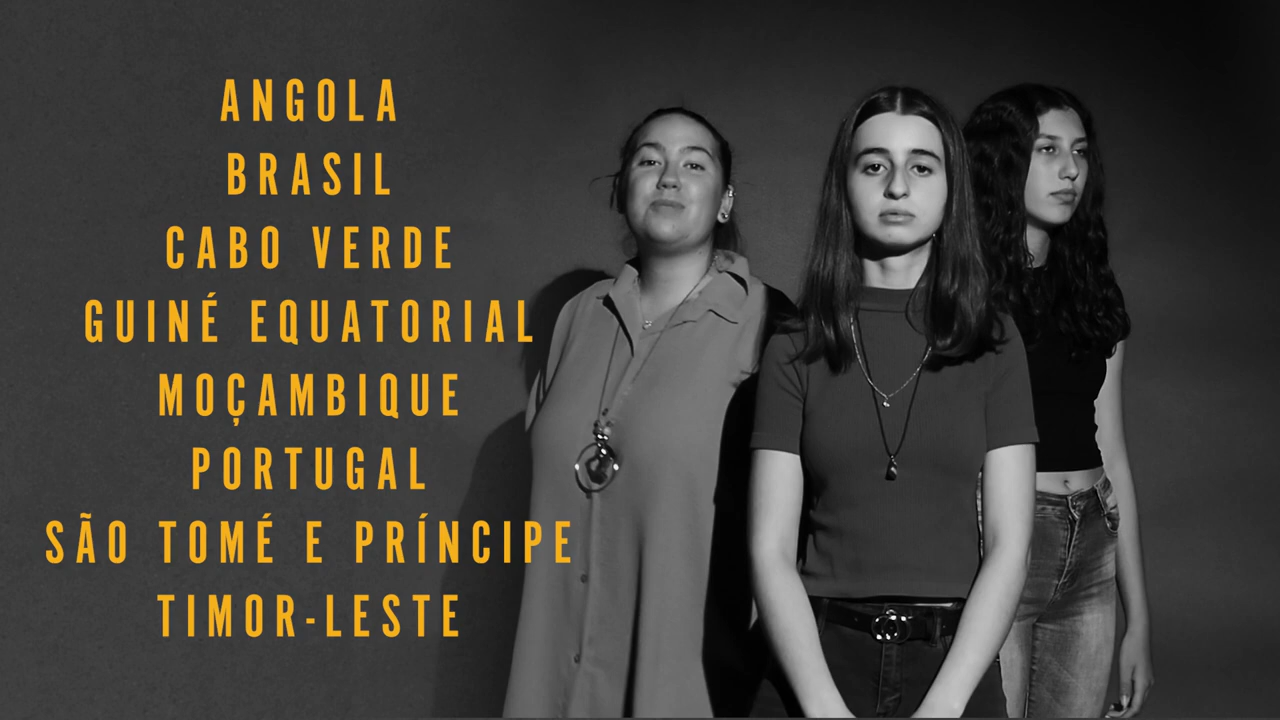 ANGOLA
BRASIL
CABO VERDE
GUINÉ EQUATORIAL
MOÇAMBIQUE
PORTUGAL
SÃO TOMÉ E PRÍNCIPE
TIMOR-LESTE